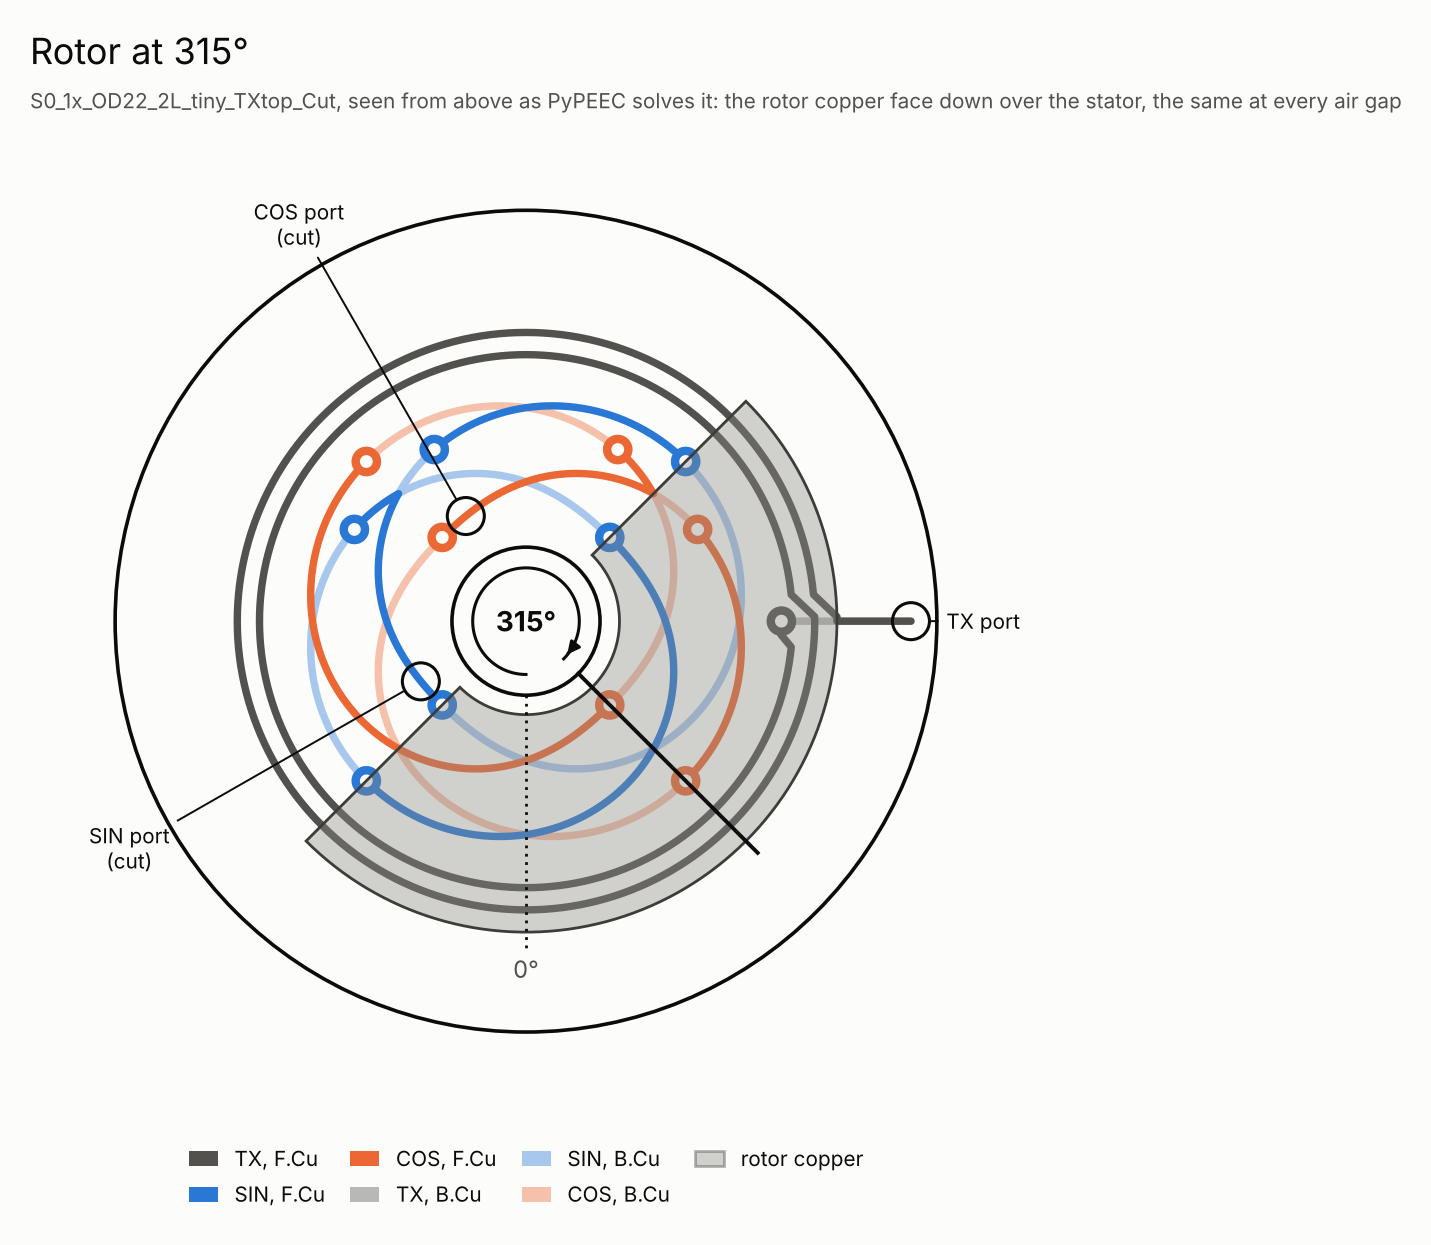 Rotor at 315°
S0_1x_OD22_2L_tiny_TXtop_Cut, seen from above as PyPEEC solves it: the rotor copper face down over the stator, the same at every air gap
COS port
(cut)
315°
TX port
SIN port
(cut)
0°
TX, F.Cu
COS, F.Cu
SIN, B.Cu
rotor copper
SIN, F.Cu
TX, B.Cu
COS, B.Cu